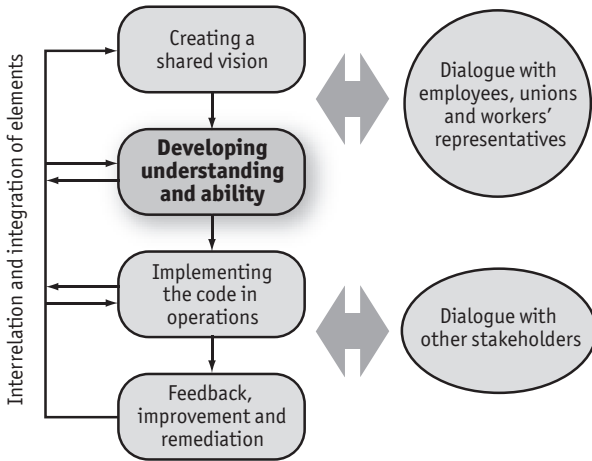 Interrelation and integration of elements
Creating a
shared vision
Developing
understanding
and ability
Implementing
the code in
operations
Feedback,
improvement and
remediation
Dialogue with
employees, unions
and workers’
representatives
Dialogue with
other stakeholders